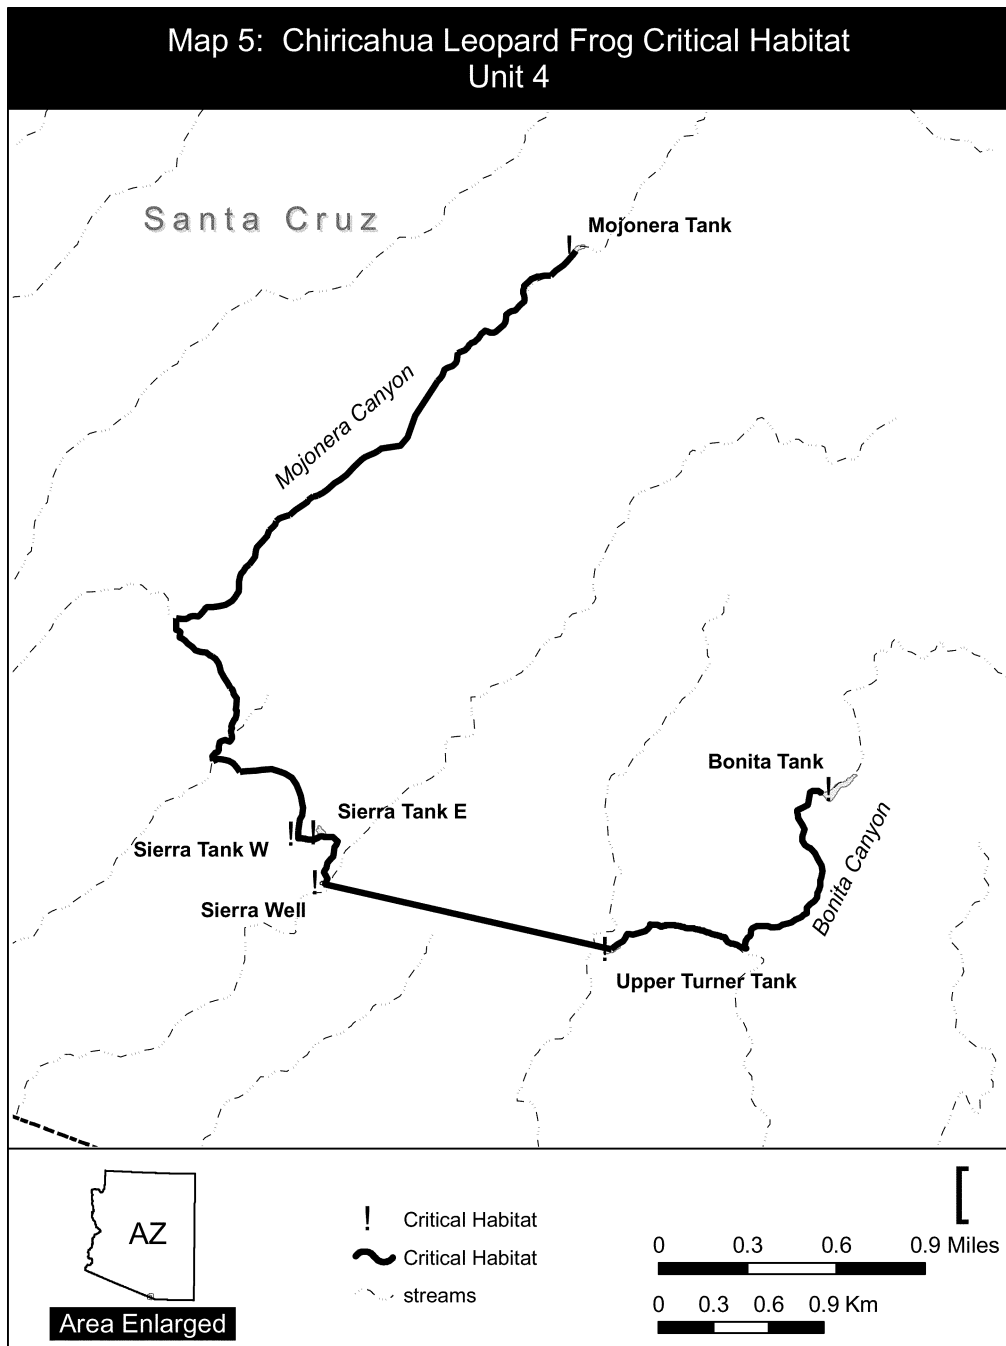 Map 5: Chiricahua Leopard Frog Critical Habitat
Unit 4
Santa Cruz
Mojonera Tank
!
Mojonera Canyon
Bonita Tank
!
Sierra Tank E
!
!
Sierra Tank W
Bonita Canyon
!
Sierra Well
!
Upper Turner Tank
AZ
Area Enlarged
! Critical Habitat
Critical Habitat
streams
[
0 0.3 0.6 0.9 Miles
0 0.3 0.6 0.9 Km